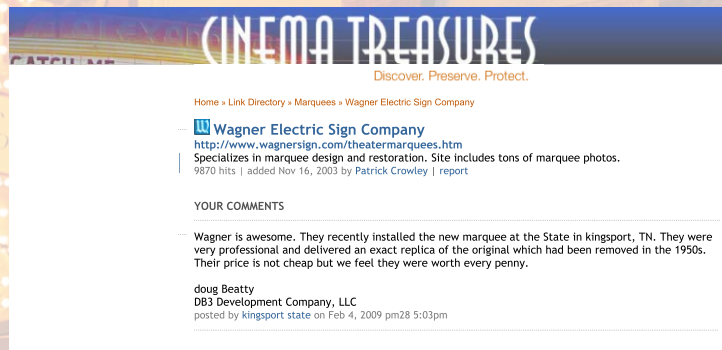 CINEMA TREASURES
CATCH ME
Discover. Preserve. Protect.
Home » Link Directory » Marquees » Wagner Electric Sign Company
W Wagner Electric Sign Company
http://www.wagnersign.com/theatermarquees.htm
Specializes in marquee design and restoration. Site includes tons of marquee photos.
9870 hits | added Nov 16, 2003 by Patrick Crowley | report
YOUR COMMENTS
Wagner is awesome. They recently installed the new marquee at the State in kingsport, TN. They were
very professional and delivered an exact replica of the original which had been removed in the 1950s.
Their price is not cheap but we feel they were worth every penny.
doug Beatty
DB3 Development Company, LLC
posted by kingsport state on Feb 4, 2009 pm28 5:03pm